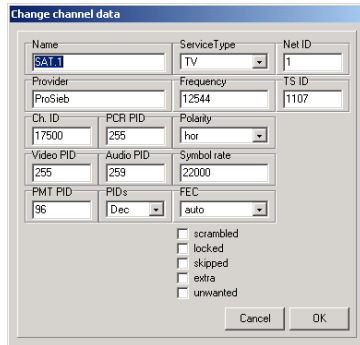 Change channel data
Name ServiceType Net ID
SAT.1 TV 1
Provider Frequency TS ID
ProSieb 12544 1107
Ch. ID PCR PID Polarity
17500 255 hor
Video PID Audio PID Symbol rate
255 259 22000
PMT PID PIDs FEC
96 Dec auto
scrambled
locked
skipped
extra
unwanted
Cancel OK